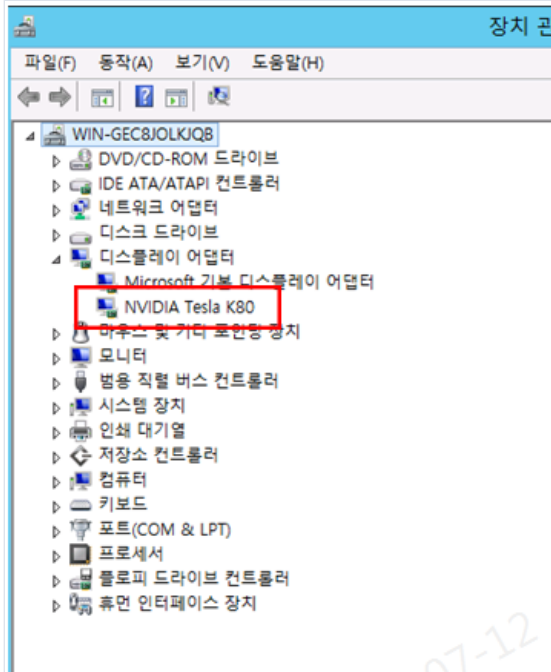 장치 관
파일(F) 동작(A) 보기(V) 도움말(H)
WIN-GEC8JOLKJQB
DVD/CD-ROM 드라이브
IDE ATA/ATAPI 컨트롤러
네트워크 어댑터
디스크 드라이브
디스플레이 어댑터
Microsoft 기본 디스플레이 어댑터
NVIDIA Tesla K80
마우스 및 기타 포인팅 장치
모니터
범용 직렬 버스 컨트롤러
시스템 장치
인쇄 대기열
저장소 컨트롤러
컴퓨터
키보드
포트(COM & LPT)
프로세서
플로피 드라이브 컨트롤러
휴먼 인터페이스 장치
07-12